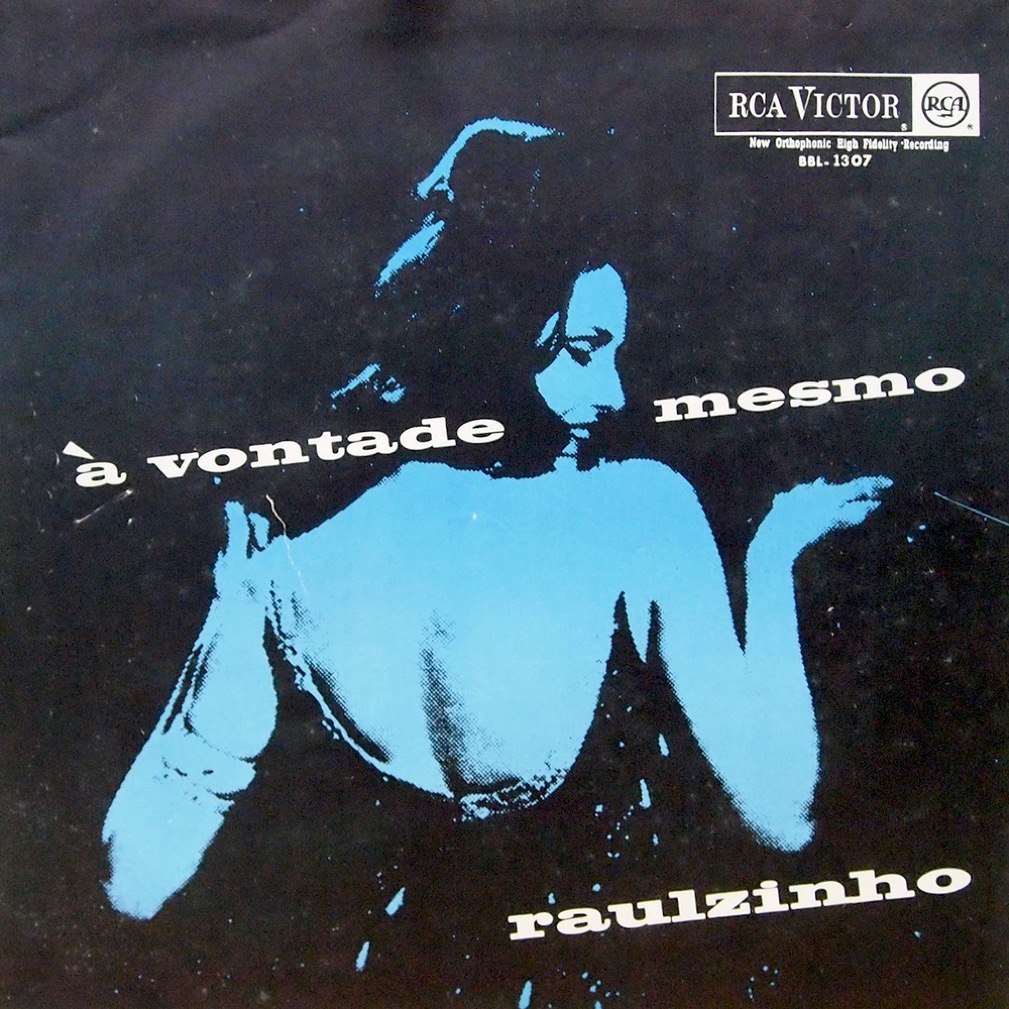 RCA VICTOR RCA
New Orthophonic High Fidelity Recording
BBL-1307
à vontade mesmo
raulzinho